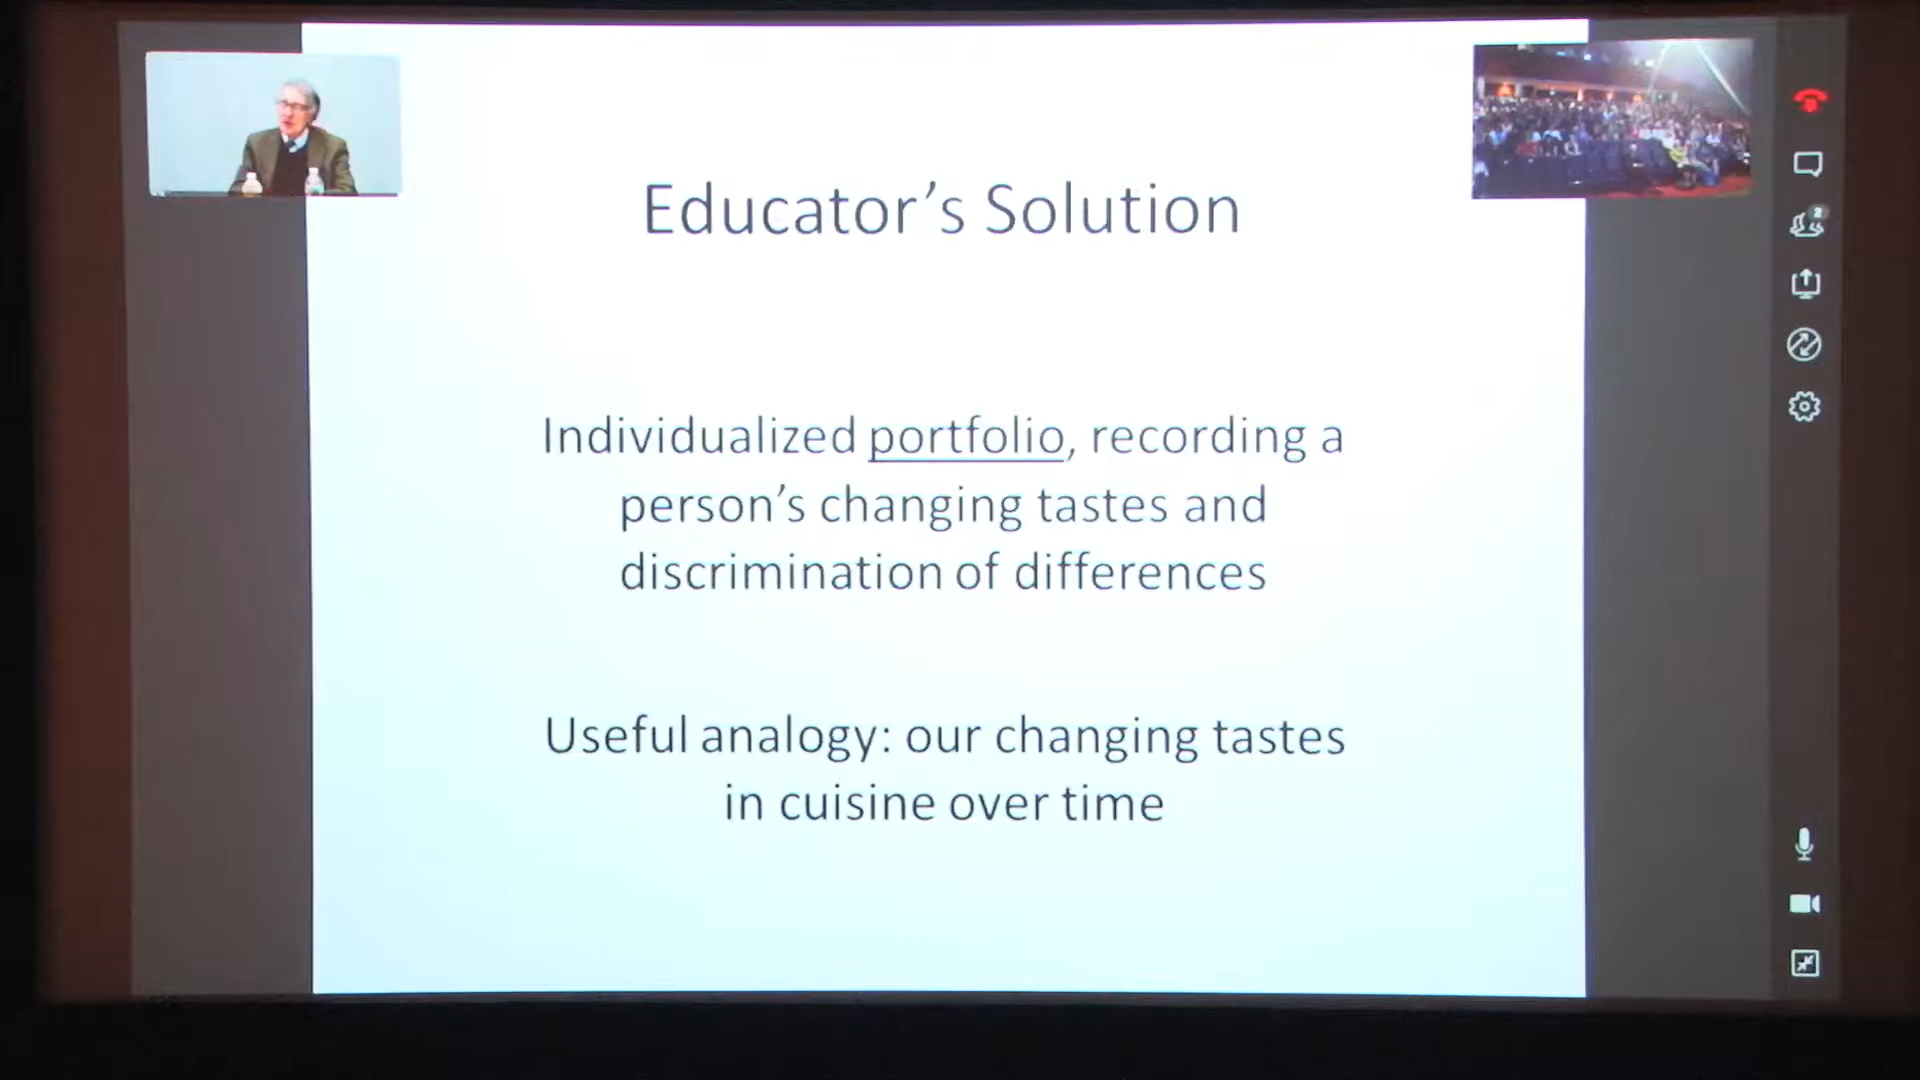 Educator’s Solution
2
Individualized portfolio, recording a
person’s changing tastes and
discrimination of differences
Useful analogy: our changing tastes
in cuisine over time